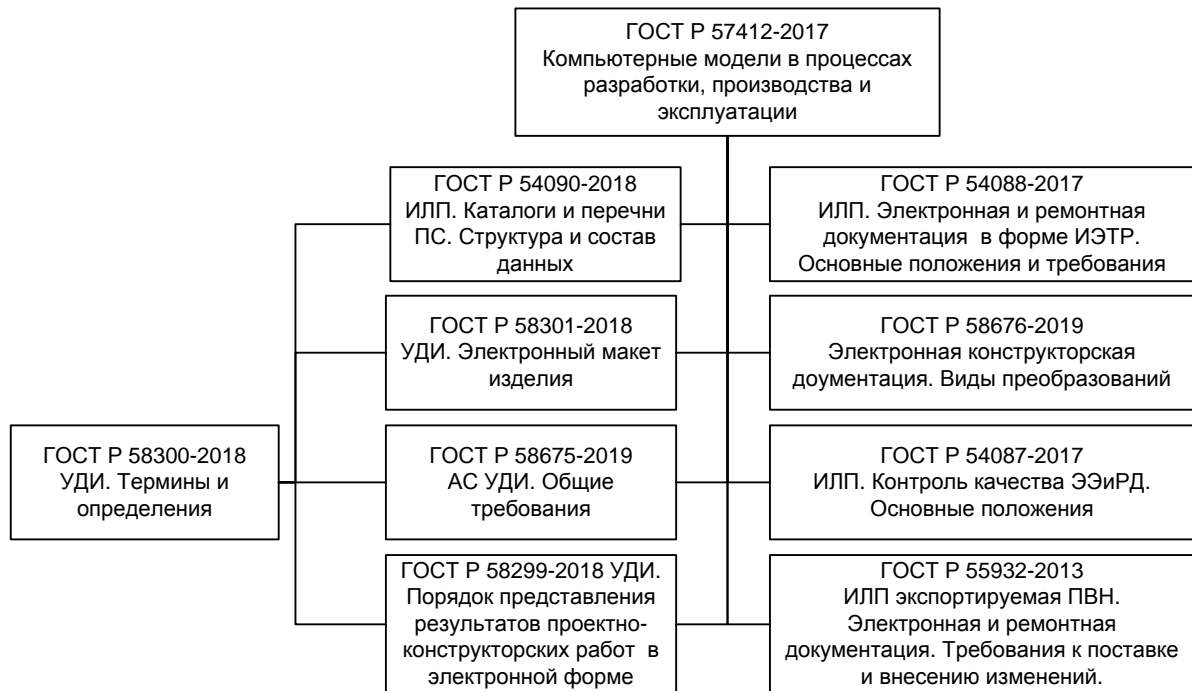 ГОСТ Р 57412-2017
Компьютерные модели в процессах
разработки, производства и
эксплуатации
ГОСТ Р 54090-2018
ИЛП. Каталоги и перечни
ПС. Структура и состав
данных
ГОСТ Р 54088-2017
ИЛП. Электронная и ремонтная
документация в форме ИЭТР.
Основные положения и требования
ГОСТ Р 58301-2018
УДИ. Электронный макет
изделия
ГОСТ Р 58676-2019
Электронная конструкторская
доументация. Виды преобразований
ГОСТ Р 58300-2018
УДИ. Термины и
определения
ГОСТ Р 58675-2019
АС УДИ. Общие
требования
ГОСТ Р 54087-2017
ИЛП. Контроль качества ЭЭиРД.
Основные положения
ГОСТ Р 58299-2018 УДИ.
Порядок представления
результатов проектно-
конструкторских работ в
электронной форме
ГОСТ Р 55932-2013
ИЛП экспортируемая ПВН.
Электронная и ремонтная
документация. Требования к поставке
и внесению изменений.